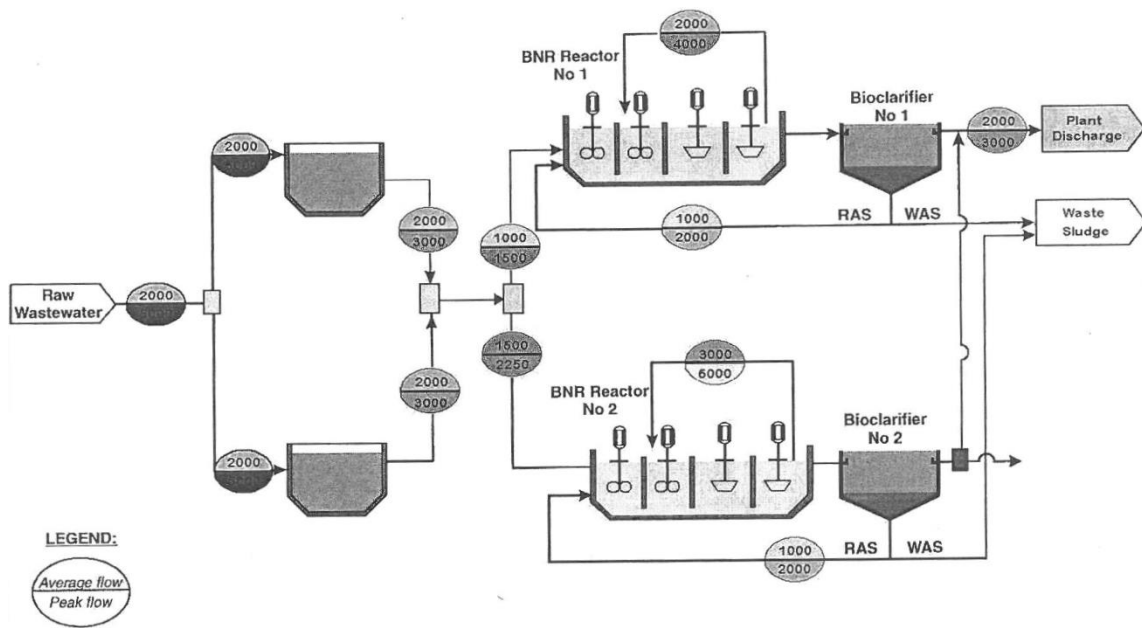 2000
4000
BNR Reactor
No 1
Bioclarifier
No 1
2000
3000
Plant
Discharge
2000
2000
3000
1000
1500
1000
2000
RAS
WAS
Waste
Sludge
Raw
Wastewater
2000
1500
2250
3000
6000
BNR Reactor
No 2
2000
3000
Bioclarifier
No 2
2000
1000
2000
RAS
WAS
LEGEND:
Average flow
Peak flow